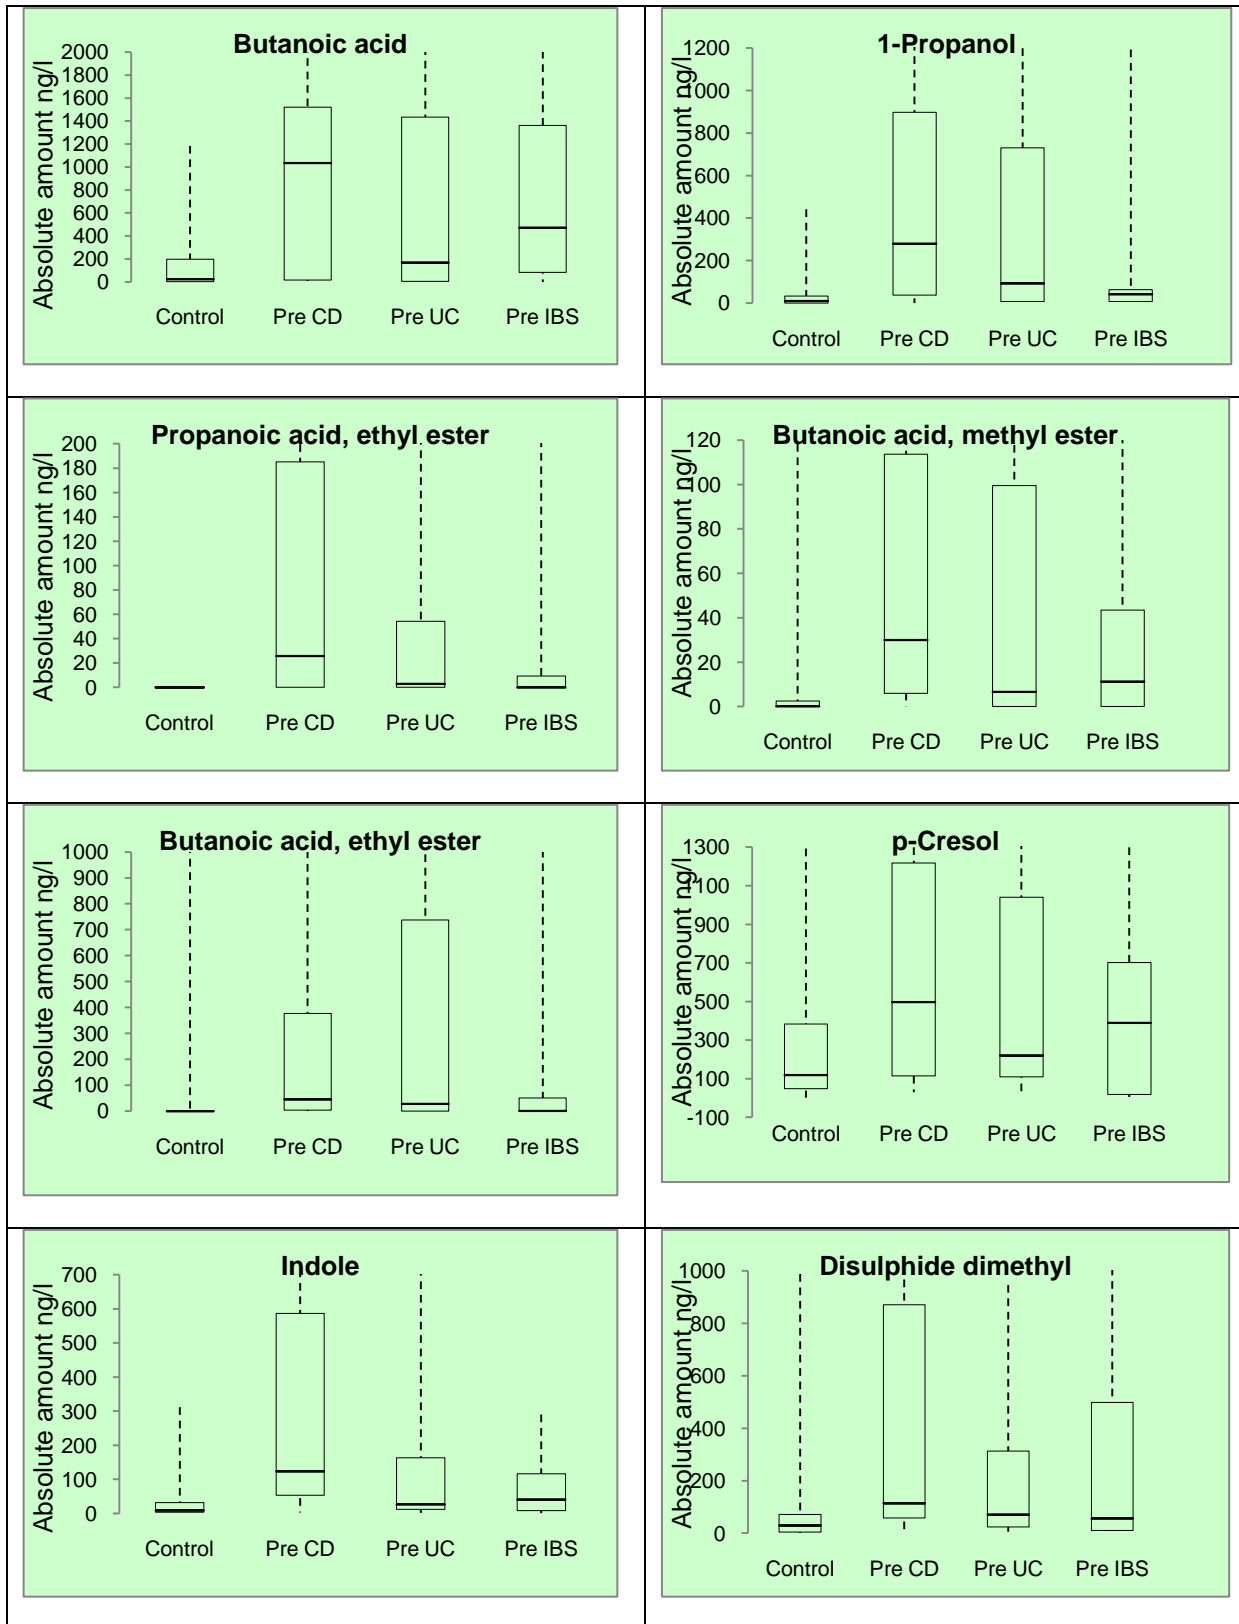 Butanoic acid
Absolute amount ng/l
2000
1800
1600
1400
1200
1000
800
600
400
200
0
Control Pre CD Pre UC Pre IBS
1-Propanol
Absolute amount ng/l
1200
1000
800
600
400
200
0
Control Pre CD Pre UC Pre IBS
Propanoic acid, ethyl ester
Absolute amount ng/l
200
180
160
140
120
100
80
60
40
20
0
Control Pre CD Pre UC Pre IBS
Butanoic acid, methyl ester
Absolute amount ng/l
120
100
80
60
40
20
0
Control Pre CD Pre UC Pre IBS
Butanoic acid, ethyl ester
Absolute amount ng/l
1000
900
800
700
600
500
400
300
200
100
0
Control Pre CD Pre UC Pre IBS
p-Cresol
Absolute amount ng/l
1300
1100
900
700
500
300
100
-100
Control Pre CD Pre UC Pre IBS
Indole
Absolute amount ng/l
700
600
500
400
300
200
100
0
Control Pre CD Pre UC Pre IBS
Disulphide dimethyl
Absolute amount ng/l
1000
800
600
400
200
0
Control Pre CD Pre UC Pre IBS